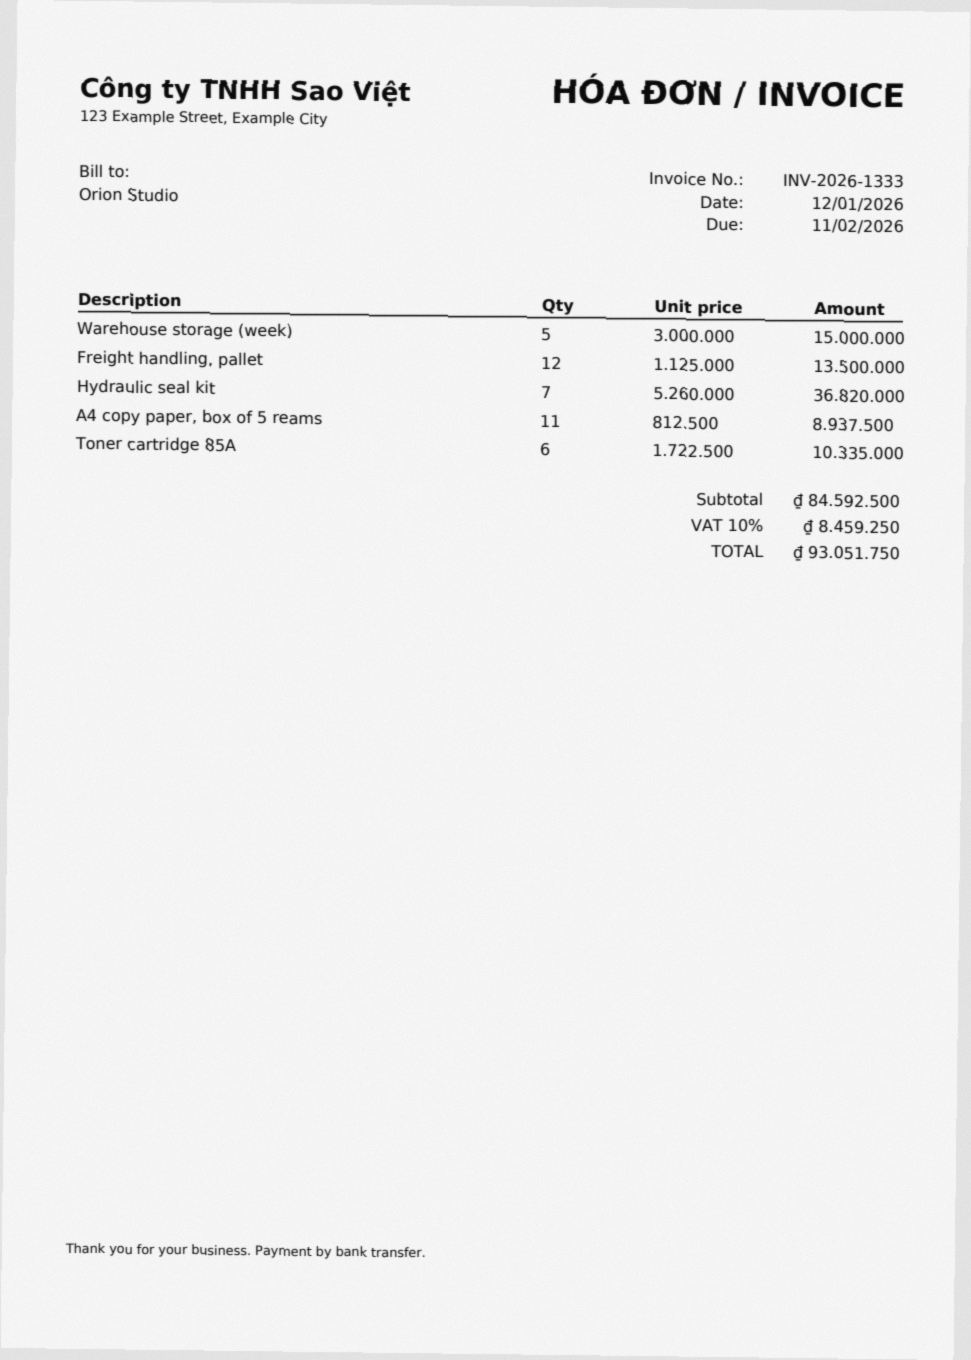 Công ty TNHH Sao Việt
HÓA ĐƠN / INVOICE
123 Example Street, Example City
Bill to:
Orion Studio
Invoice No.: INV-2026-1333
Date: 12/01/2026
Due: 11/02/2026
Description Qty Unit price Amount
Warehouse storage (week) 5 3.000.000 15.000.000
Freight handling, pallet 12 1.125.000 13.500.000
Hydraulic seal kit 7 5.260.000 36.820.000
A4 copy paper, box of 5 reams 11 812.500 8.937.500
Toner cartridge 85A 6 1.722.500 10.335.000
Subtotal ₫ 84.592.500
VAT 10% ₫ 8.459.250
TOTAL ₫ 93.051.750
Thank you for your business. Payment by bank transfer.